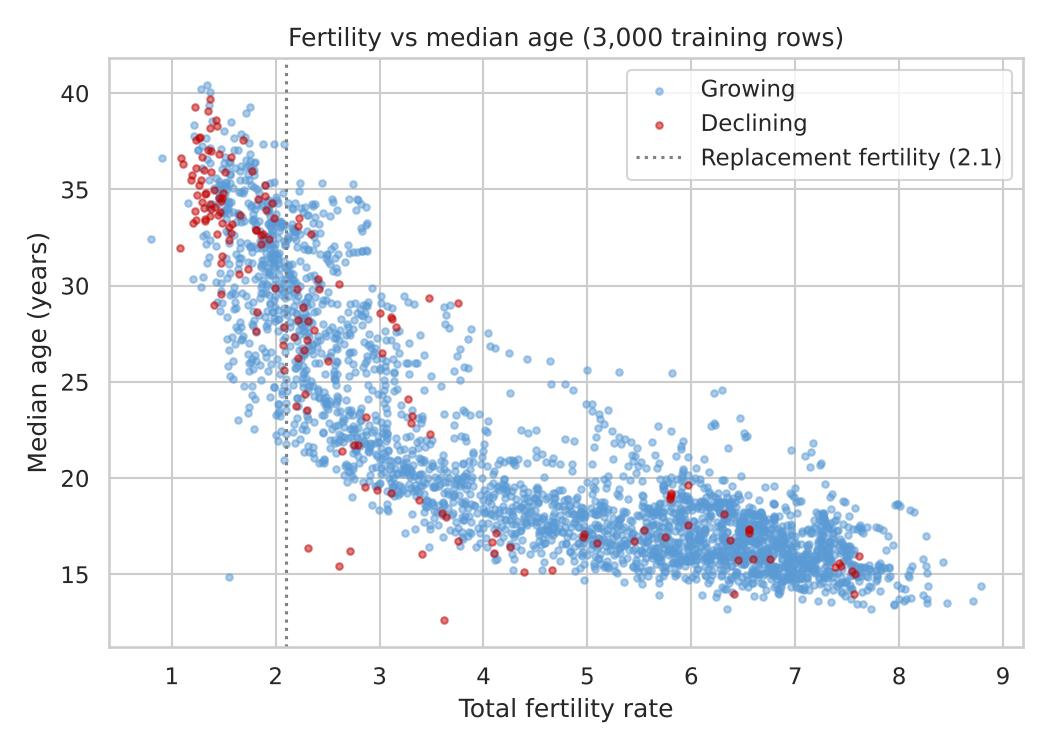 Fertility vs median age (3,000 training rows)
Growing
Declining
Replacement fertility (2.1)
Median age (years)
40
35
30
25
20
15
1 2 3 4 5 6 7 8 9
Total fertility rate